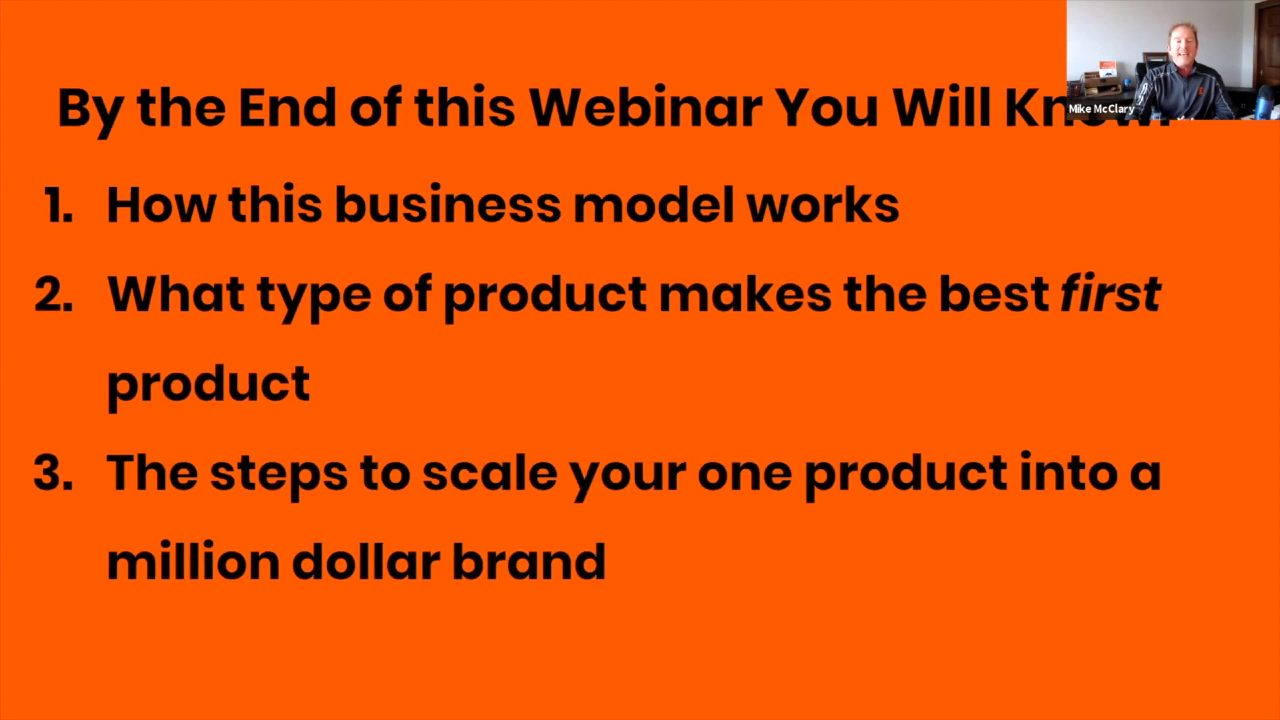 By the End of this Webinar You Will Know:
Mike McClary
1. How this business model works
2. What type of product makes the best first
product
3. The steps to scale your one product into a
million dollar brand